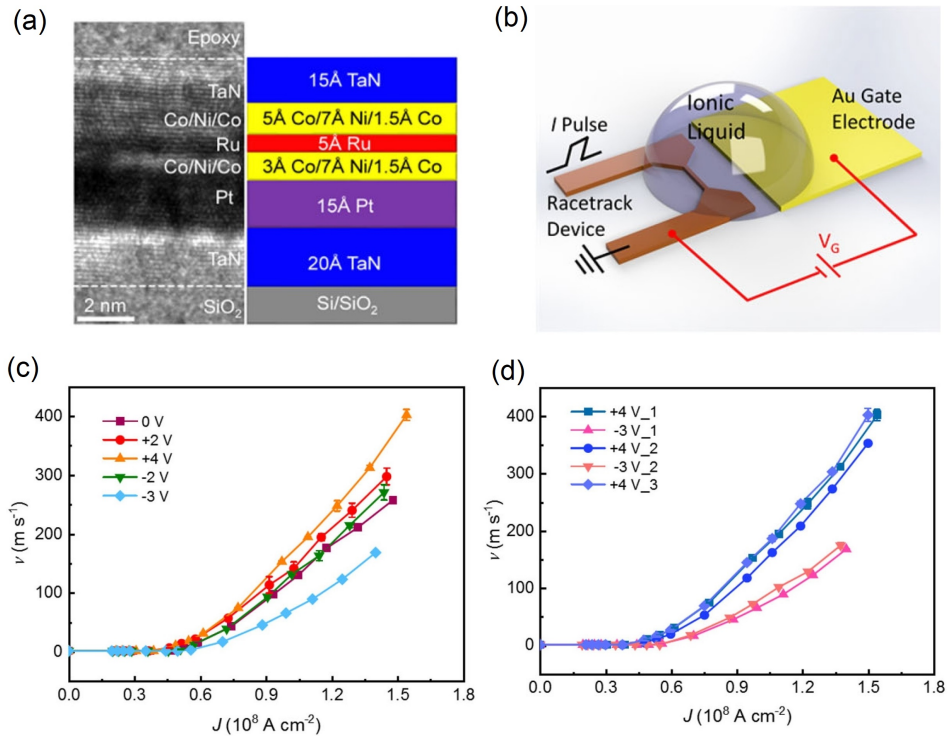 (a)
Epoxy
TaN
Co/Ni/Co
Ru
Co/Ni/Co
Pt
TaN
SiO2
2 nm
15Å TaN
5Å Co/7Å Ni/1.5Å Co
5Å Ru
3Å Co/7Å Ni/1.5Å Co
15Å Pt
20Å TaN
Si/SiO₂
(b)
Ionic
Liquid
Au Gate
Electrode
I Pulse
Racetrack
Device
V_G
(c)
400
300
200
100
0
0.0 0.3 0.6 0.9 1.2 1.5 1.8
v (m s⁻¹)
J (10⁸ A cm⁻²)
0 V
+2 V
+4 V
-2 V
-3 V
(d)
400
300
200
100
0
0.0 0.3 0.6 0.9 1.2 1.5 1.8
v (m s⁻¹)
J (10⁸ A cm⁻²)
+4 V_1
-3 V_1
+4 V_2
-3 V_2
+4 V_3